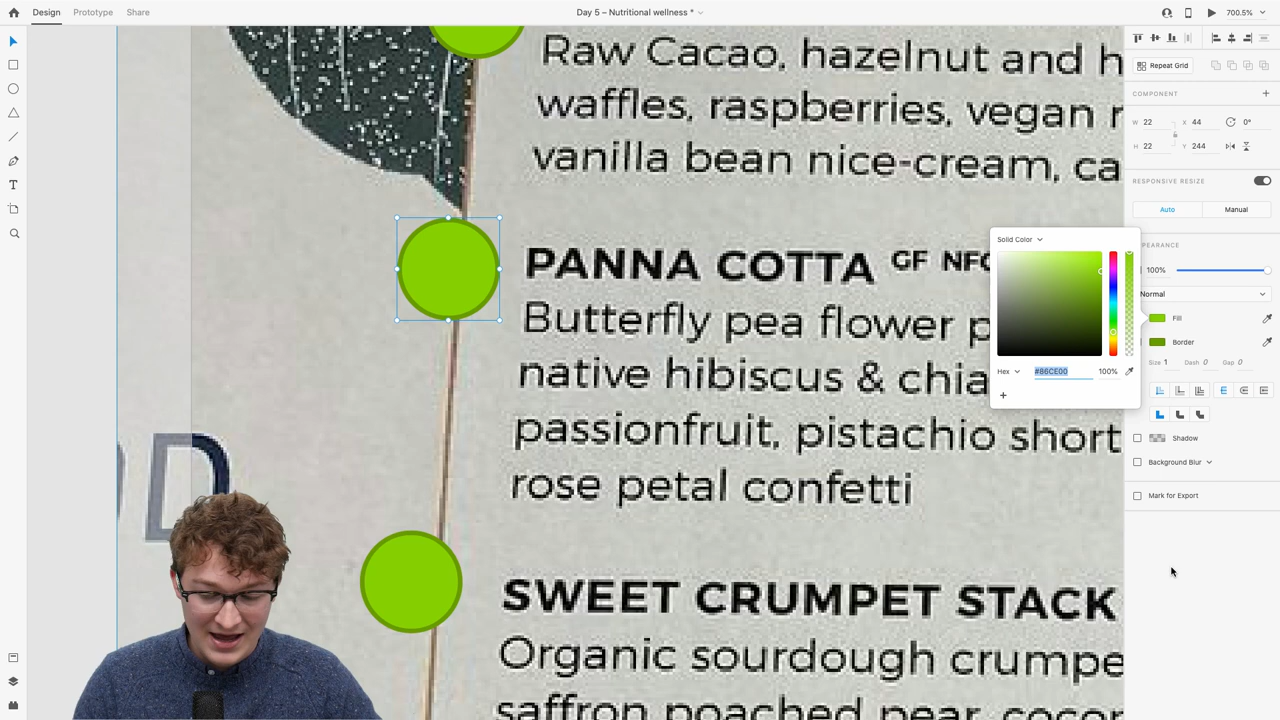 Design Prototype Share
Day 5 – Nutritional wellness *
700.5%
Repeat Grid
COMPONENT
W 22 X 44 0°
H 22 Y 244
RESPONSIVE RESIZE
Auto Manual
APPEARANCE
100%
Normal
Fill
Border
Size 1 Dash 0 Gap 0
Shadow
Background Blur
Mark for Export
Solid Color
Hex #86CE00 100%
Raw Cacao, hazelnut and h
waffles, raspberries, vegan
vanilla bean nice-cream, ca
PANNA COTTA GF NFC
Butterfly pea flower p
native hibiscus & chia
passionfruit, pistachio short
rose petal confetti
D
SWEET CRUMPET STACK
Organic sourdough crumpe
saffron poached pear, cocor